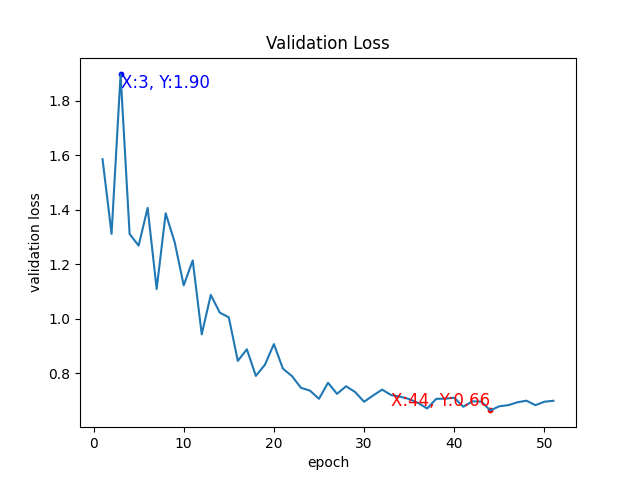 Validation Loss
X:3, Y:1.90
1.8
1.6
1.4
1.2
1.0
0.8
validation loss
X:44, Y:0.66
0 10 20 30 40 50
epoch